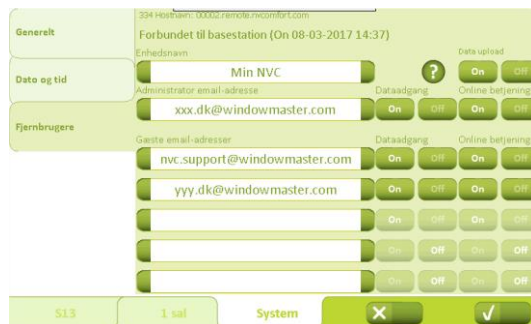 334 Hostnavn: 00002.remote.nvcomfort.com
Generelt
Forbundet til basestation (On 08-03-2017 14:37)
Enhedsnavn Data upload
Min NVC ? On Off
Dato og tid
Administrator email-adresse Dataadgang Online betjening
xxx.dk@windowmaster.com On Off On Off
Fjernbrugere
Gæste email-adresser Dataadgang Online betjening
nvc.support@windowmaster.com On Off On Off
yyy.dk@windowmaster.com On Off On Off
On Off On Off
On Off On Off
On Off On Off
513 1 sal System